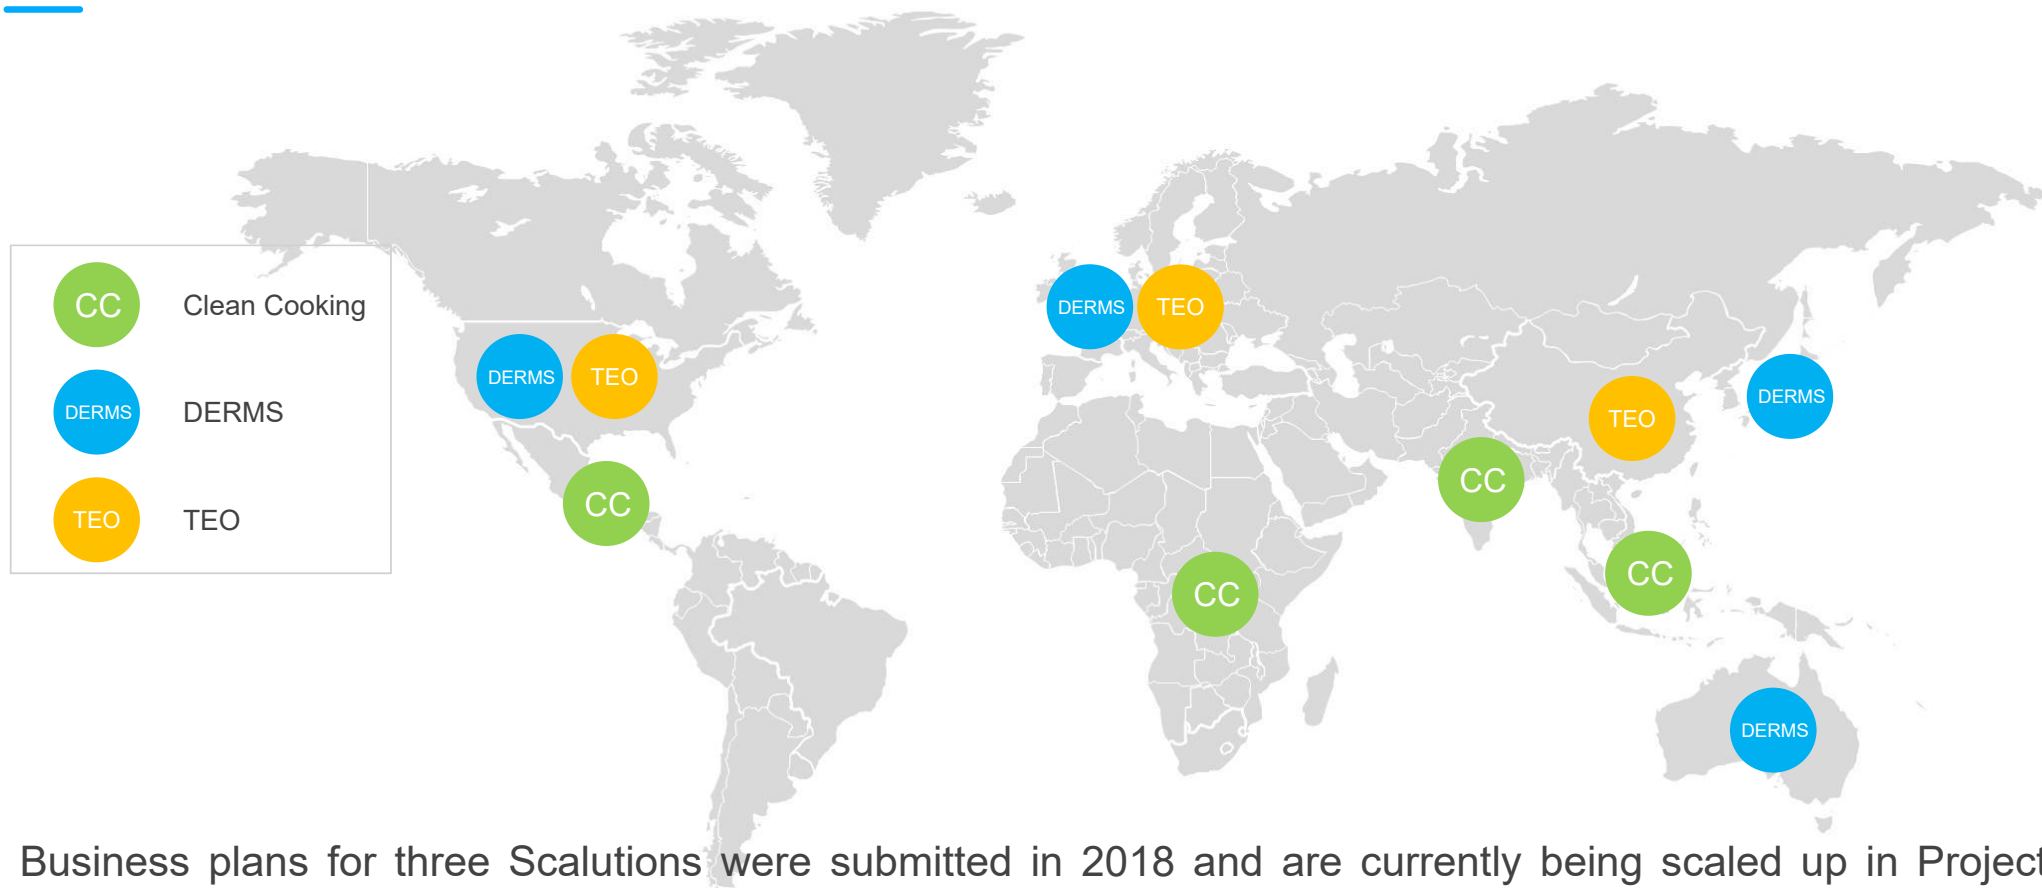 CC Clean Cooking
DERMS DERMS
TEO TEO
DERMS TEO
DERMS TEO
DERMS
TEO
CC
CC
CC
CC
DERMS
Business plans for three Scalutions were submitted in 2018 and are currently being scaled up in Project